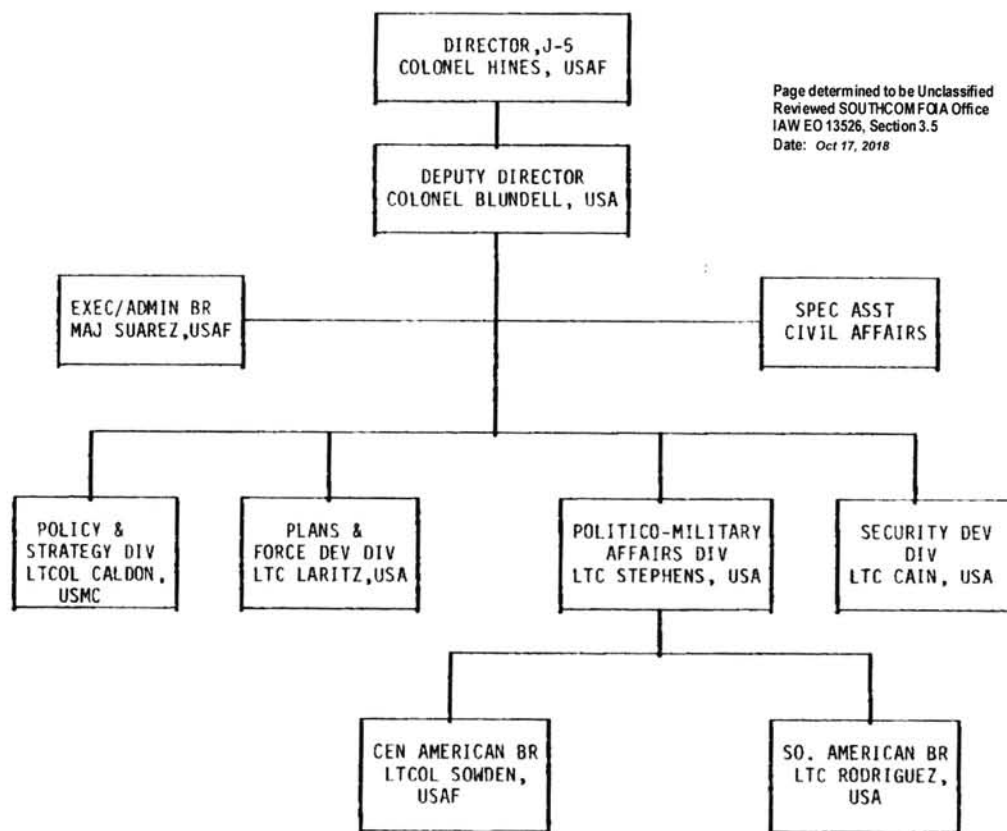 DIRECTOR,J-5
COLONEL HINES, USAF
Page determined to be Unclassified
Reviewed SOUTHCOM FOIA Office
IAW EO 13526, Section 3.5
Date: Oct 17, 2018
DEPUTY DIRECTOR
COLONEL BLUNDELL, USA
EXEC/ADMIN BR
MAJ SUAREZ,USAF
SPEC ASST
CIVIL AFFAIRS
POLICY &
STRATEGY DIV
LTCOL CALDON,
USMC
PLANS &
FORCE DEV DIV
LTC LARITZ,USA
POLITICO-MILITARY
AFFAIRS DIV
LTC STEPHENS, USA
SECURITY DEV
DIV
LTC CAIN, USA
CEN AMERICAN BR
LTCOL SOWDEN,
USAF
SO. AMERICAN BR
LTC RODRIGUEZ,
USA